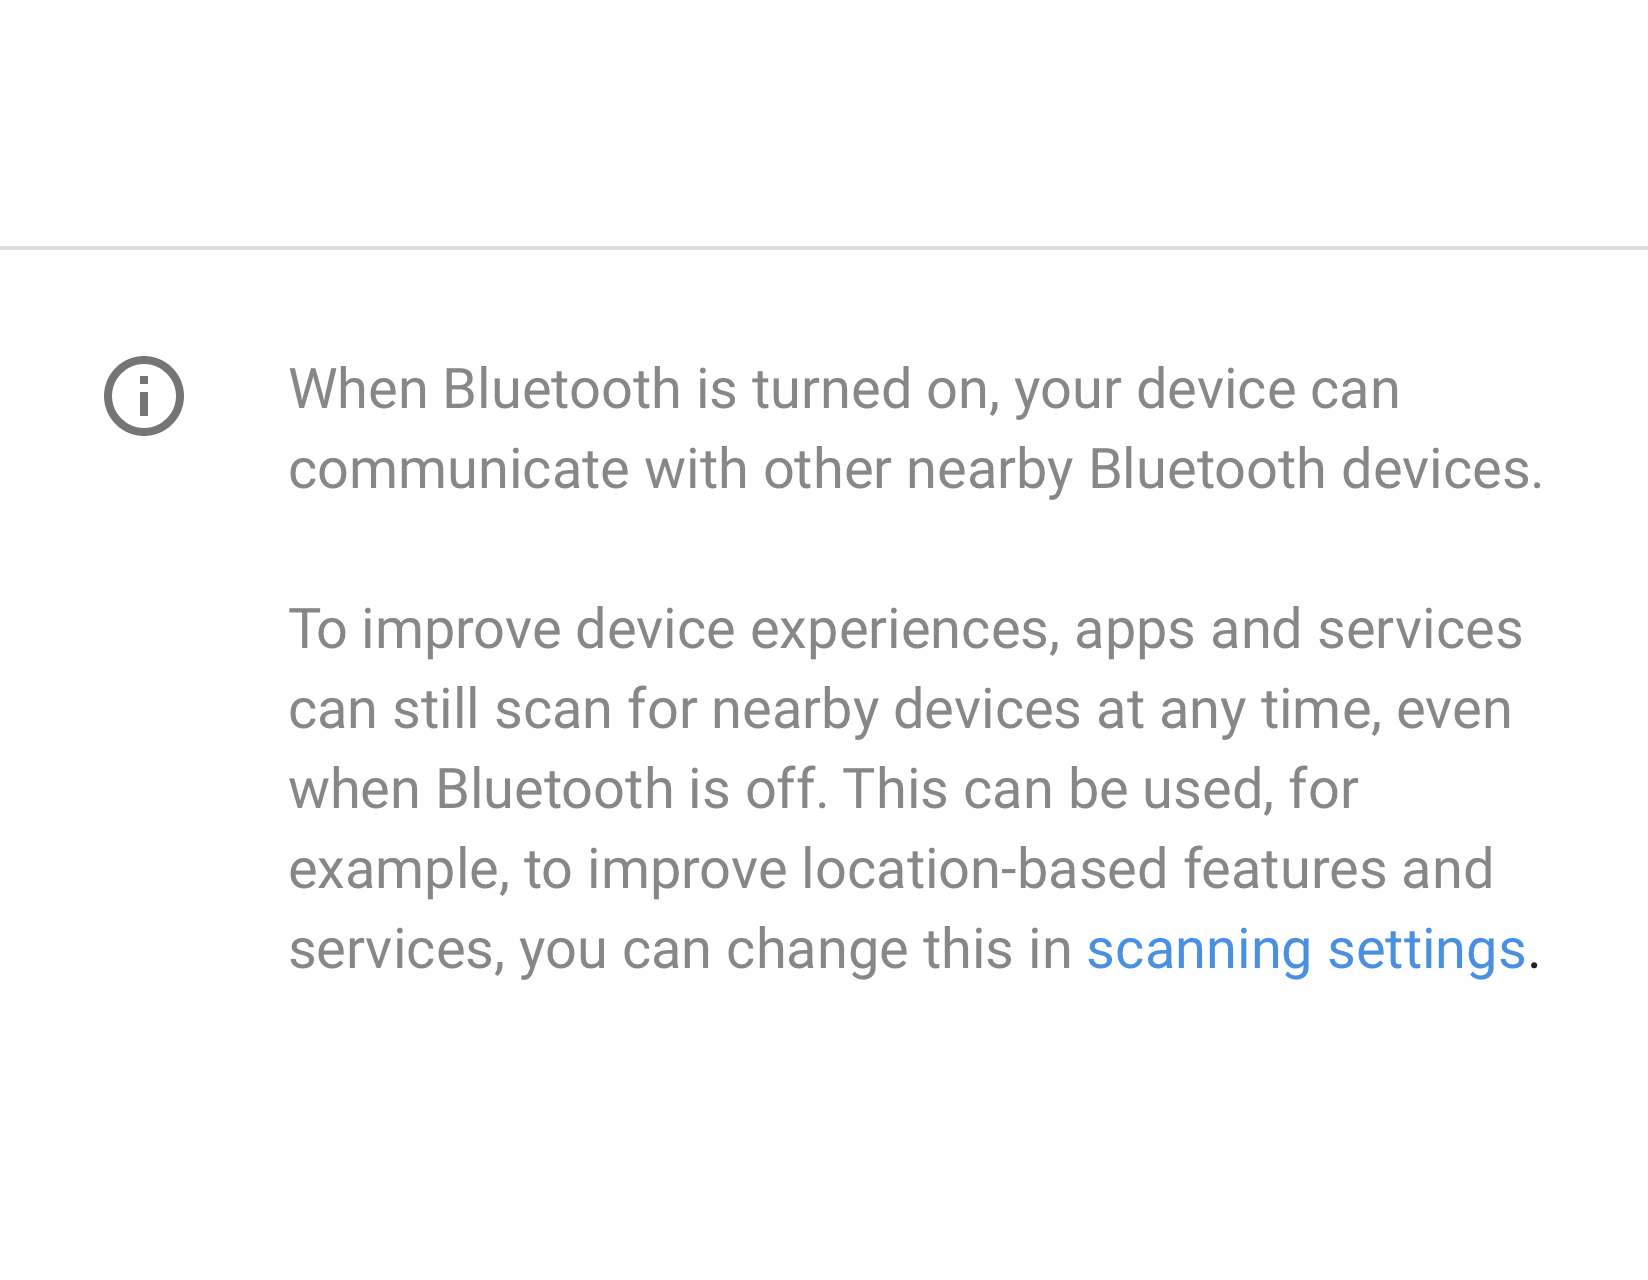 When Bluetooth is turned on, your device can
communicate with other nearby Bluetooth devices.
To improve device experiences, apps and services
can still scan for nearby devices at any time, even
when Bluetooth is off. This can be used, for
example, to improve location-based features and
services, you can change this in scanning settings.